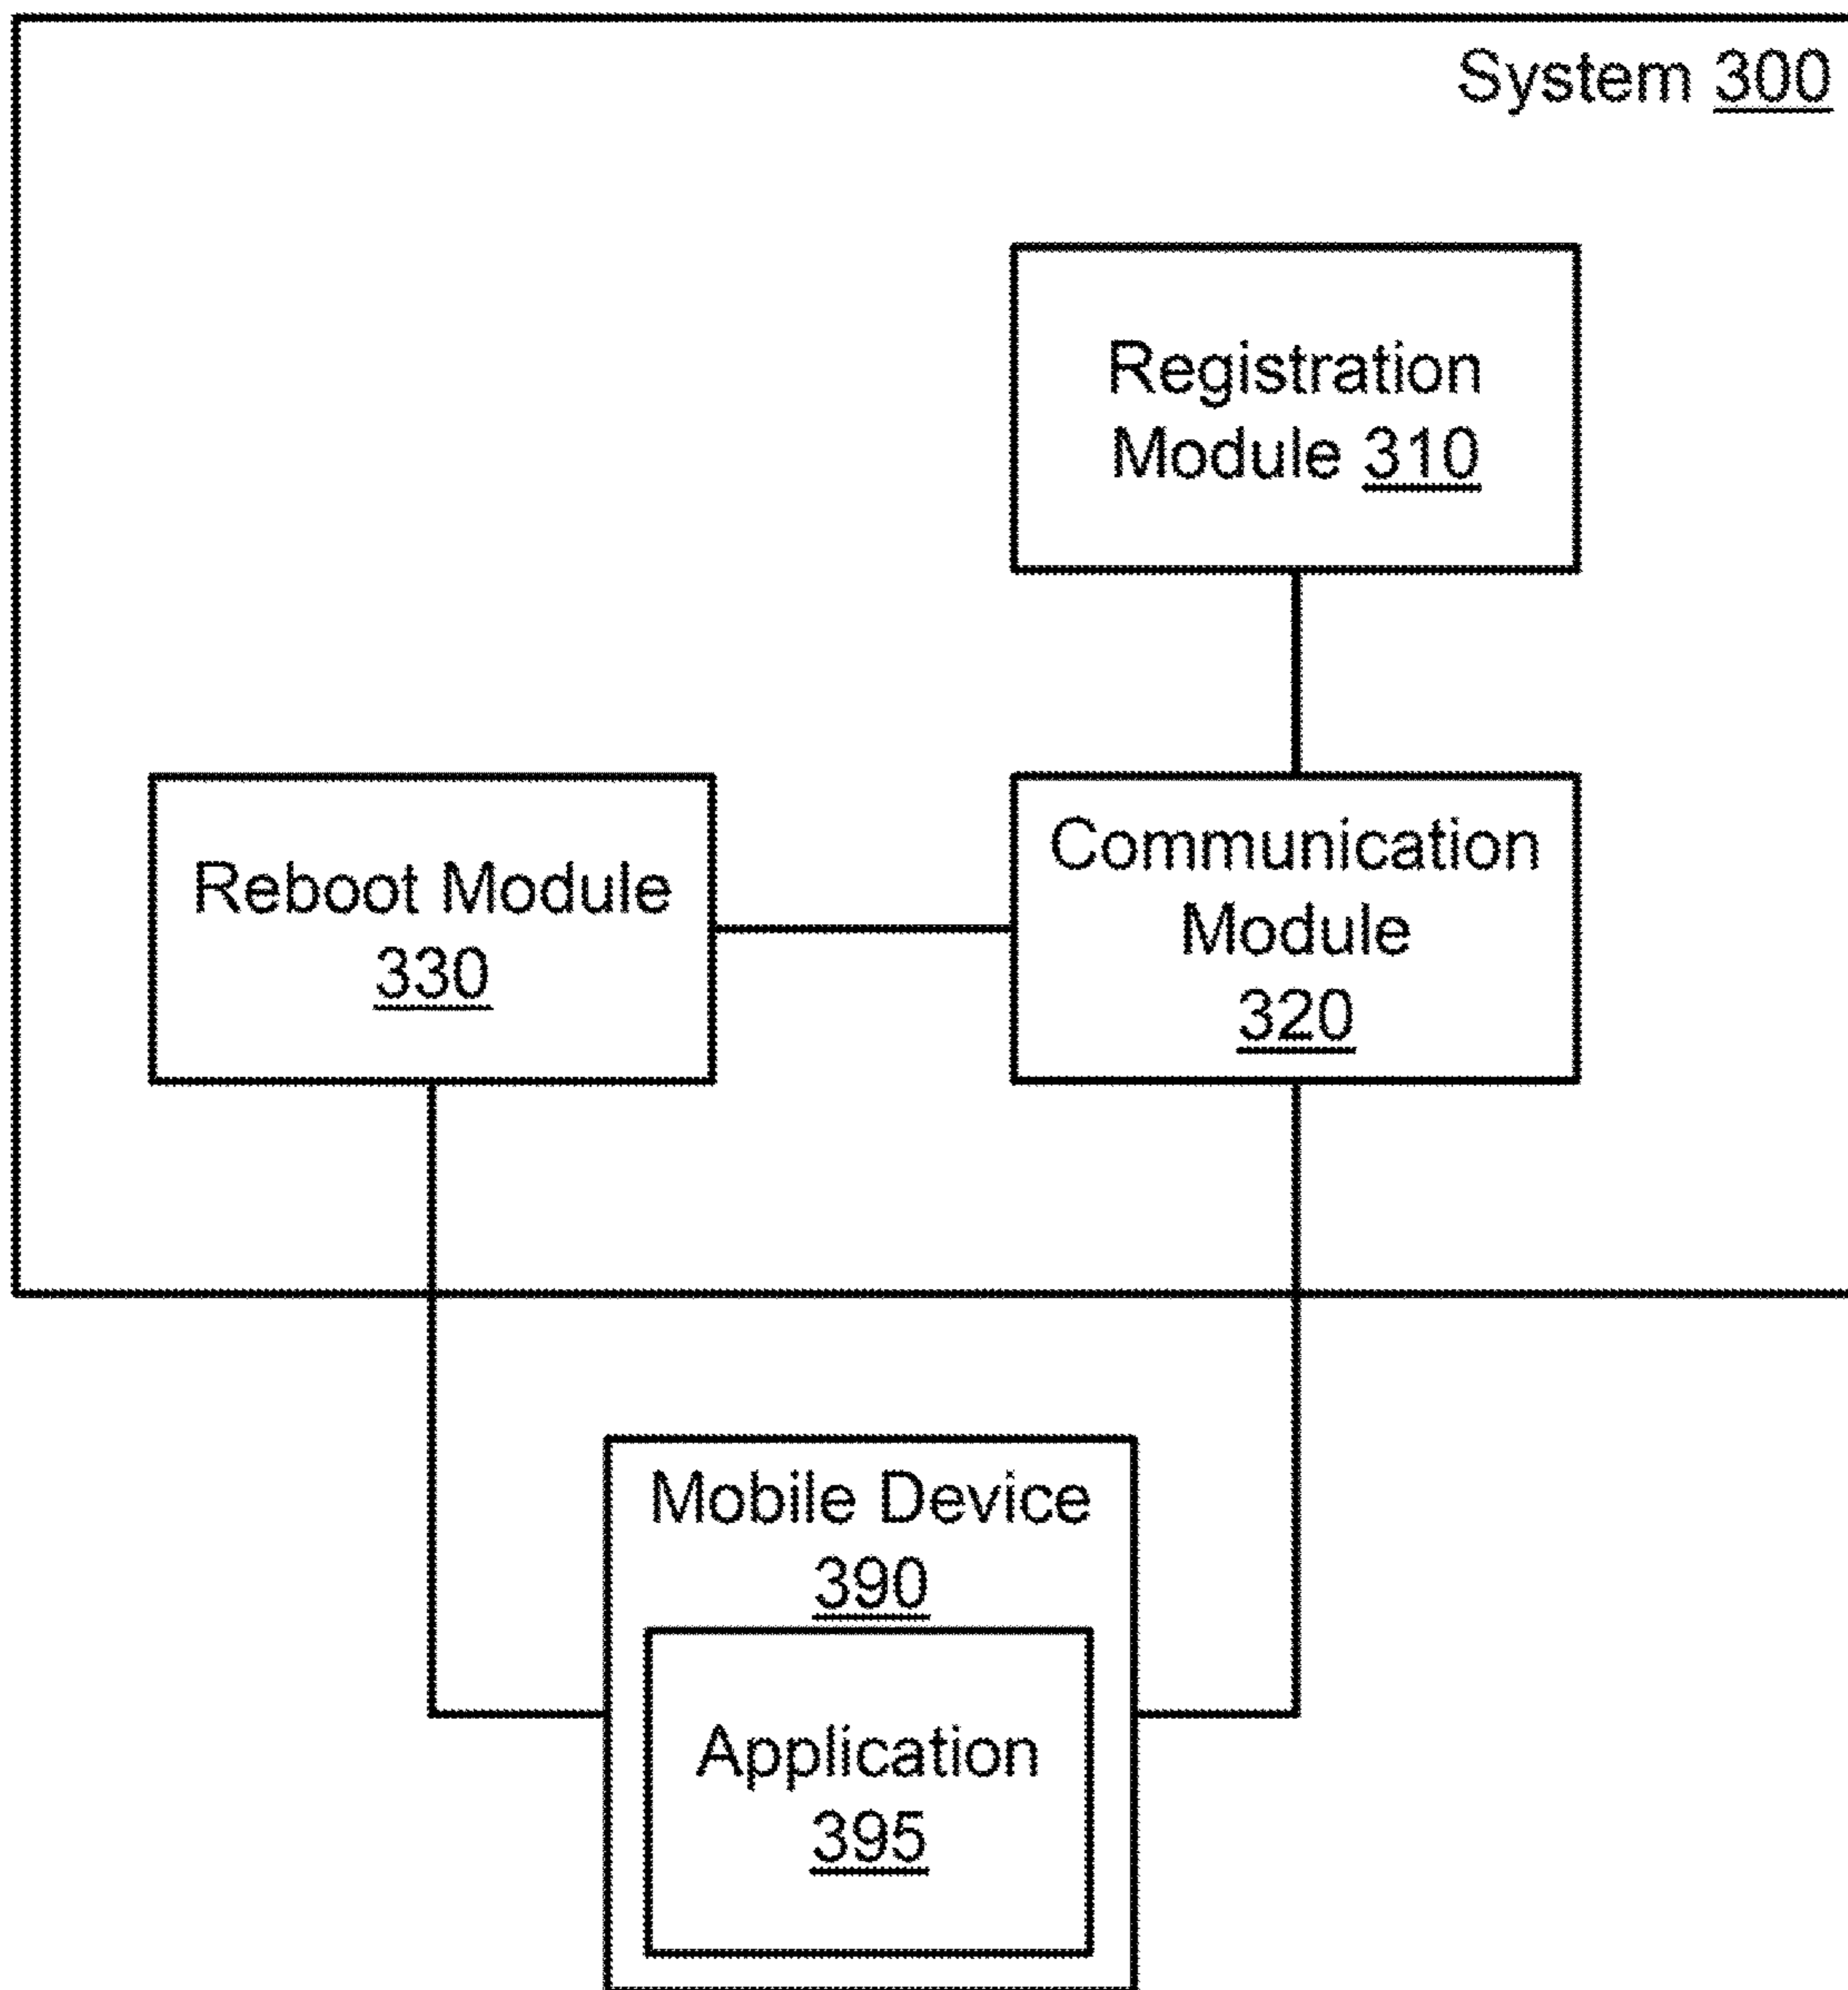 System 300
Registration
Module 310
Reboot Module
330
Communication
Module
320
Mobile Device
390
Application
395